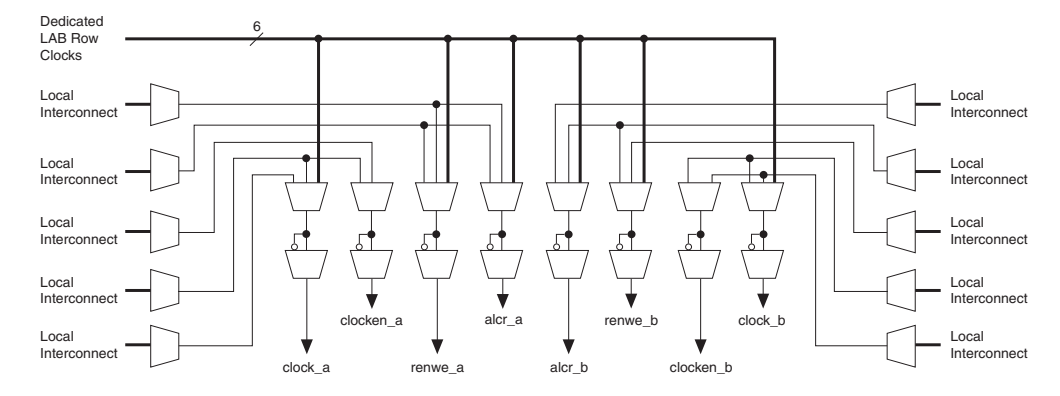 Dedicated
LAB Row
Clocks
6
Local
Interconnect
Local
Interconnect
Local
Interconnect
Local
Interconnect
Local
Interconnect
Local
Interconnect
Local
Interconnect
Local
Interconnect
Local
Interconnect
Local
Interconnect
clocken_a
alcr_a
renwe_b
clock_b
clock_a
renwe_a
alcr_b
clocken_b